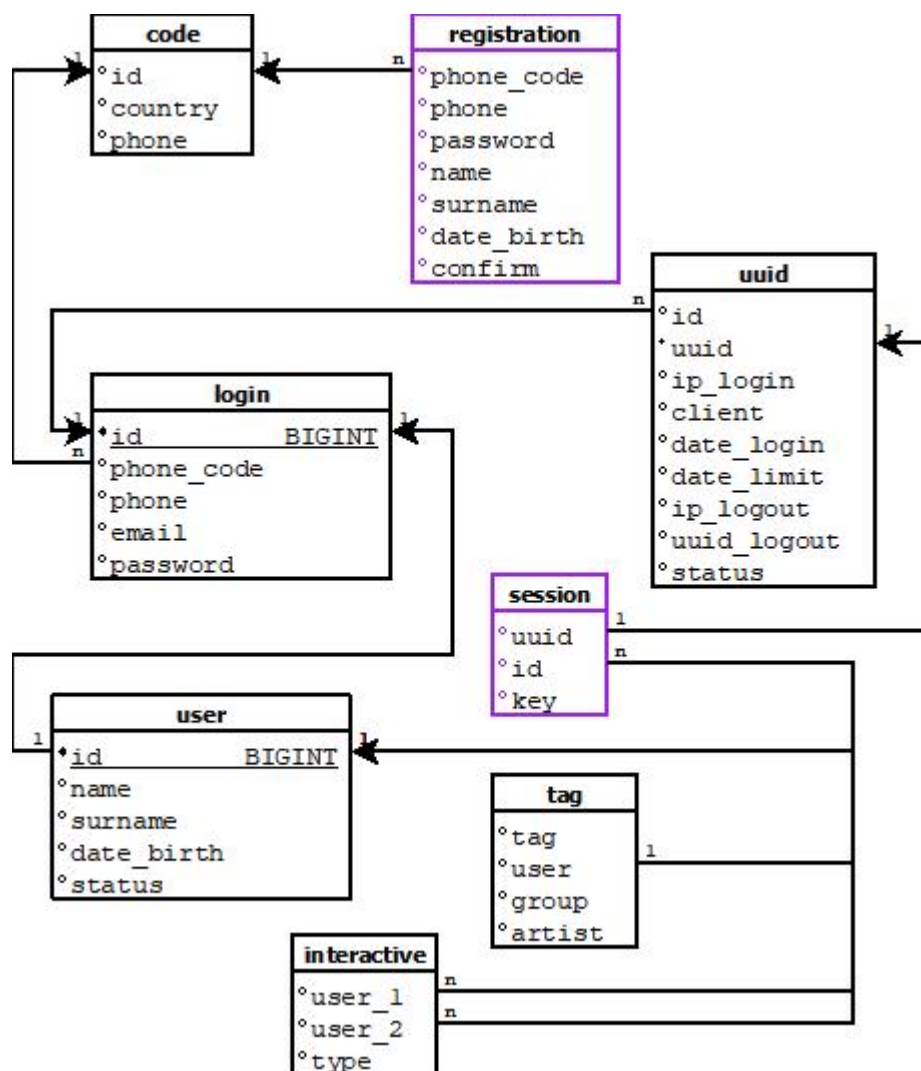 code
1
id
country
phone
registration
1
n
phone_code
phone
password
name
surname
date_birth
confirm
uuid
n
id
1
uuid
ip_login
client
date_login
date_limit
ip_logout
uuid_logout
status
login
1
1
id BIGINT
n
phone_code
phone
email
password
session
1
uuid
n
id
key
user
1
1
id BIGINT
name
surname
date_birth
status
tag
tag
1
user
group
artist
interactive
n
user_1
n
user_2
type